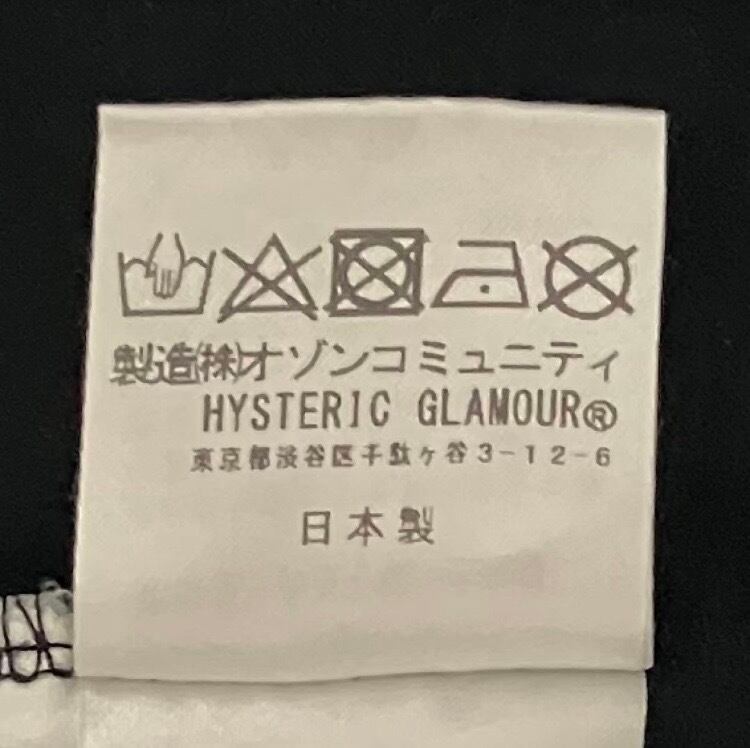 製造(株)オゾンコミュニティ
HYSTERIC GLAMOUR®
東京都渋谷区千駄ヶ谷3-12-6
日本製